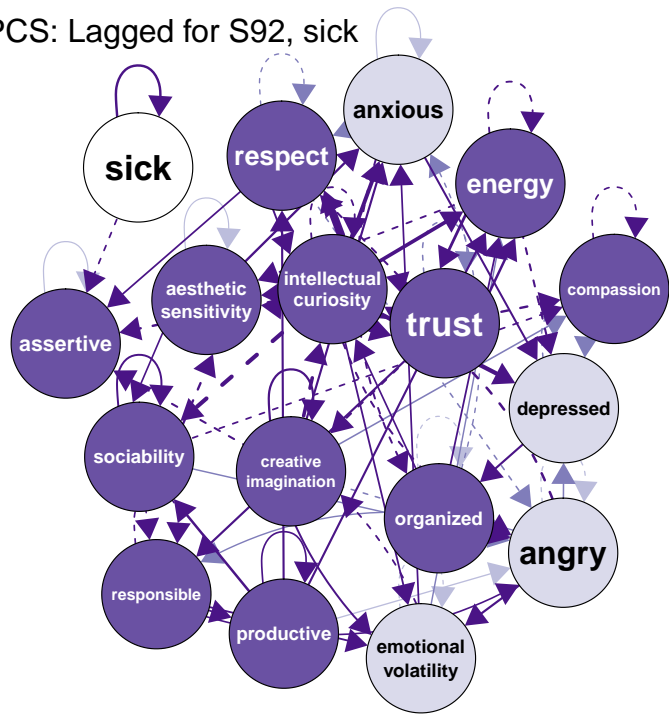 PCS: Lagged for S92, sick
anxious
respect
sick
energy
aesthetic
sensitivity
intellectual
curiosity
compassion
trust
assertive
depressed
sociability
creative
imagination
organized
angry
responsible
productive
emotional
volatility